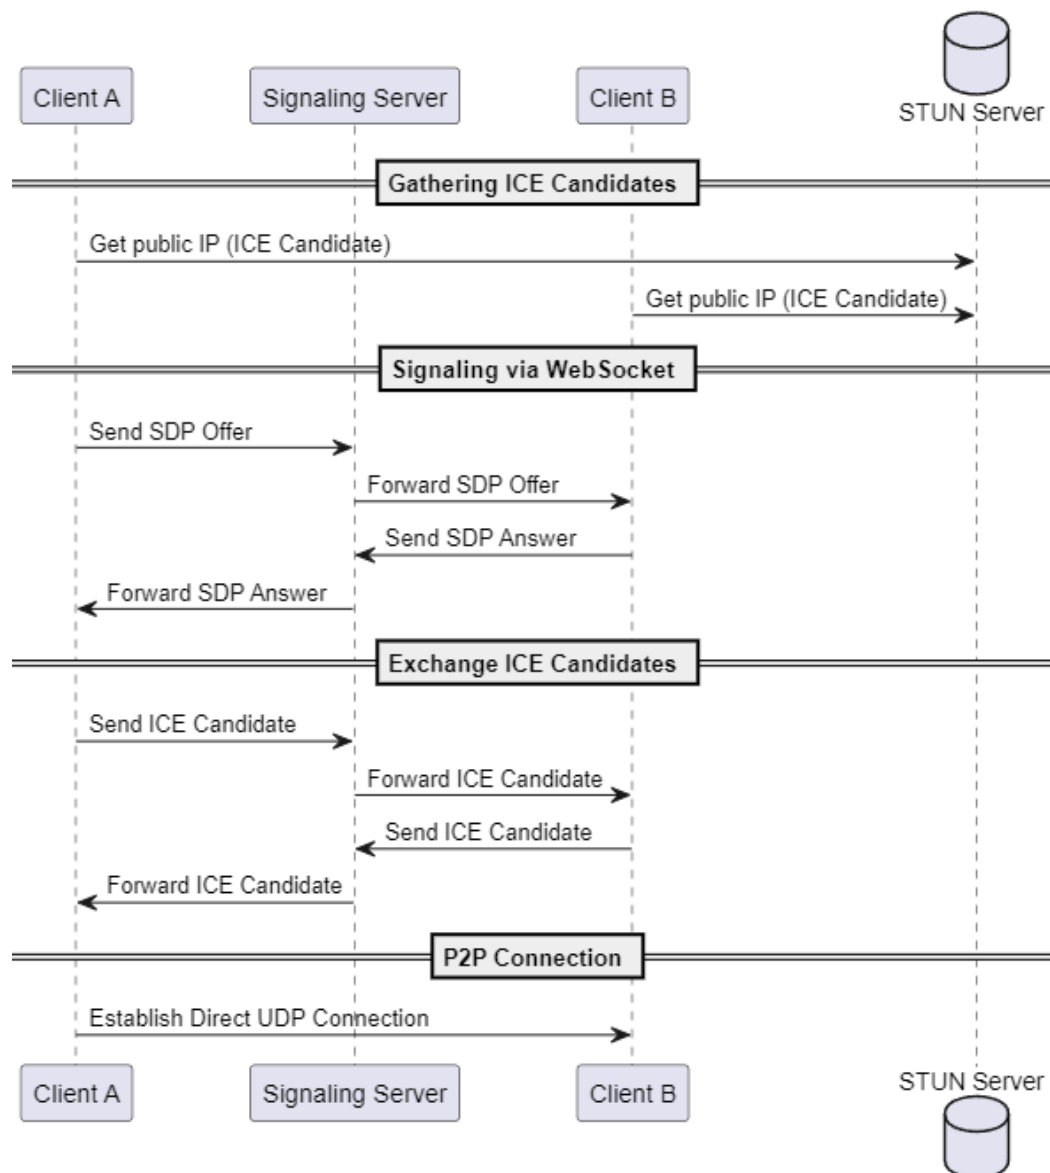 Client A
Signaling Server
Client B
STUN Server
Gathering ICE Candidates
Get public IP (ICE Candidate)
Get public IP (ICE Candidate)
Signaling via WebSocket
Send SDP Offer
Forward SDP Offer
Send SDP Answer
Forward SDP Answer
Exchange ICE Candidates
Send ICE Candidate
Forward ICE Candidate
Send ICE Candidate
Forward ICE Candidate
P2P Connection
Establish Direct UDP Connection
Client A
Signaling Server
Client B
STUN Server